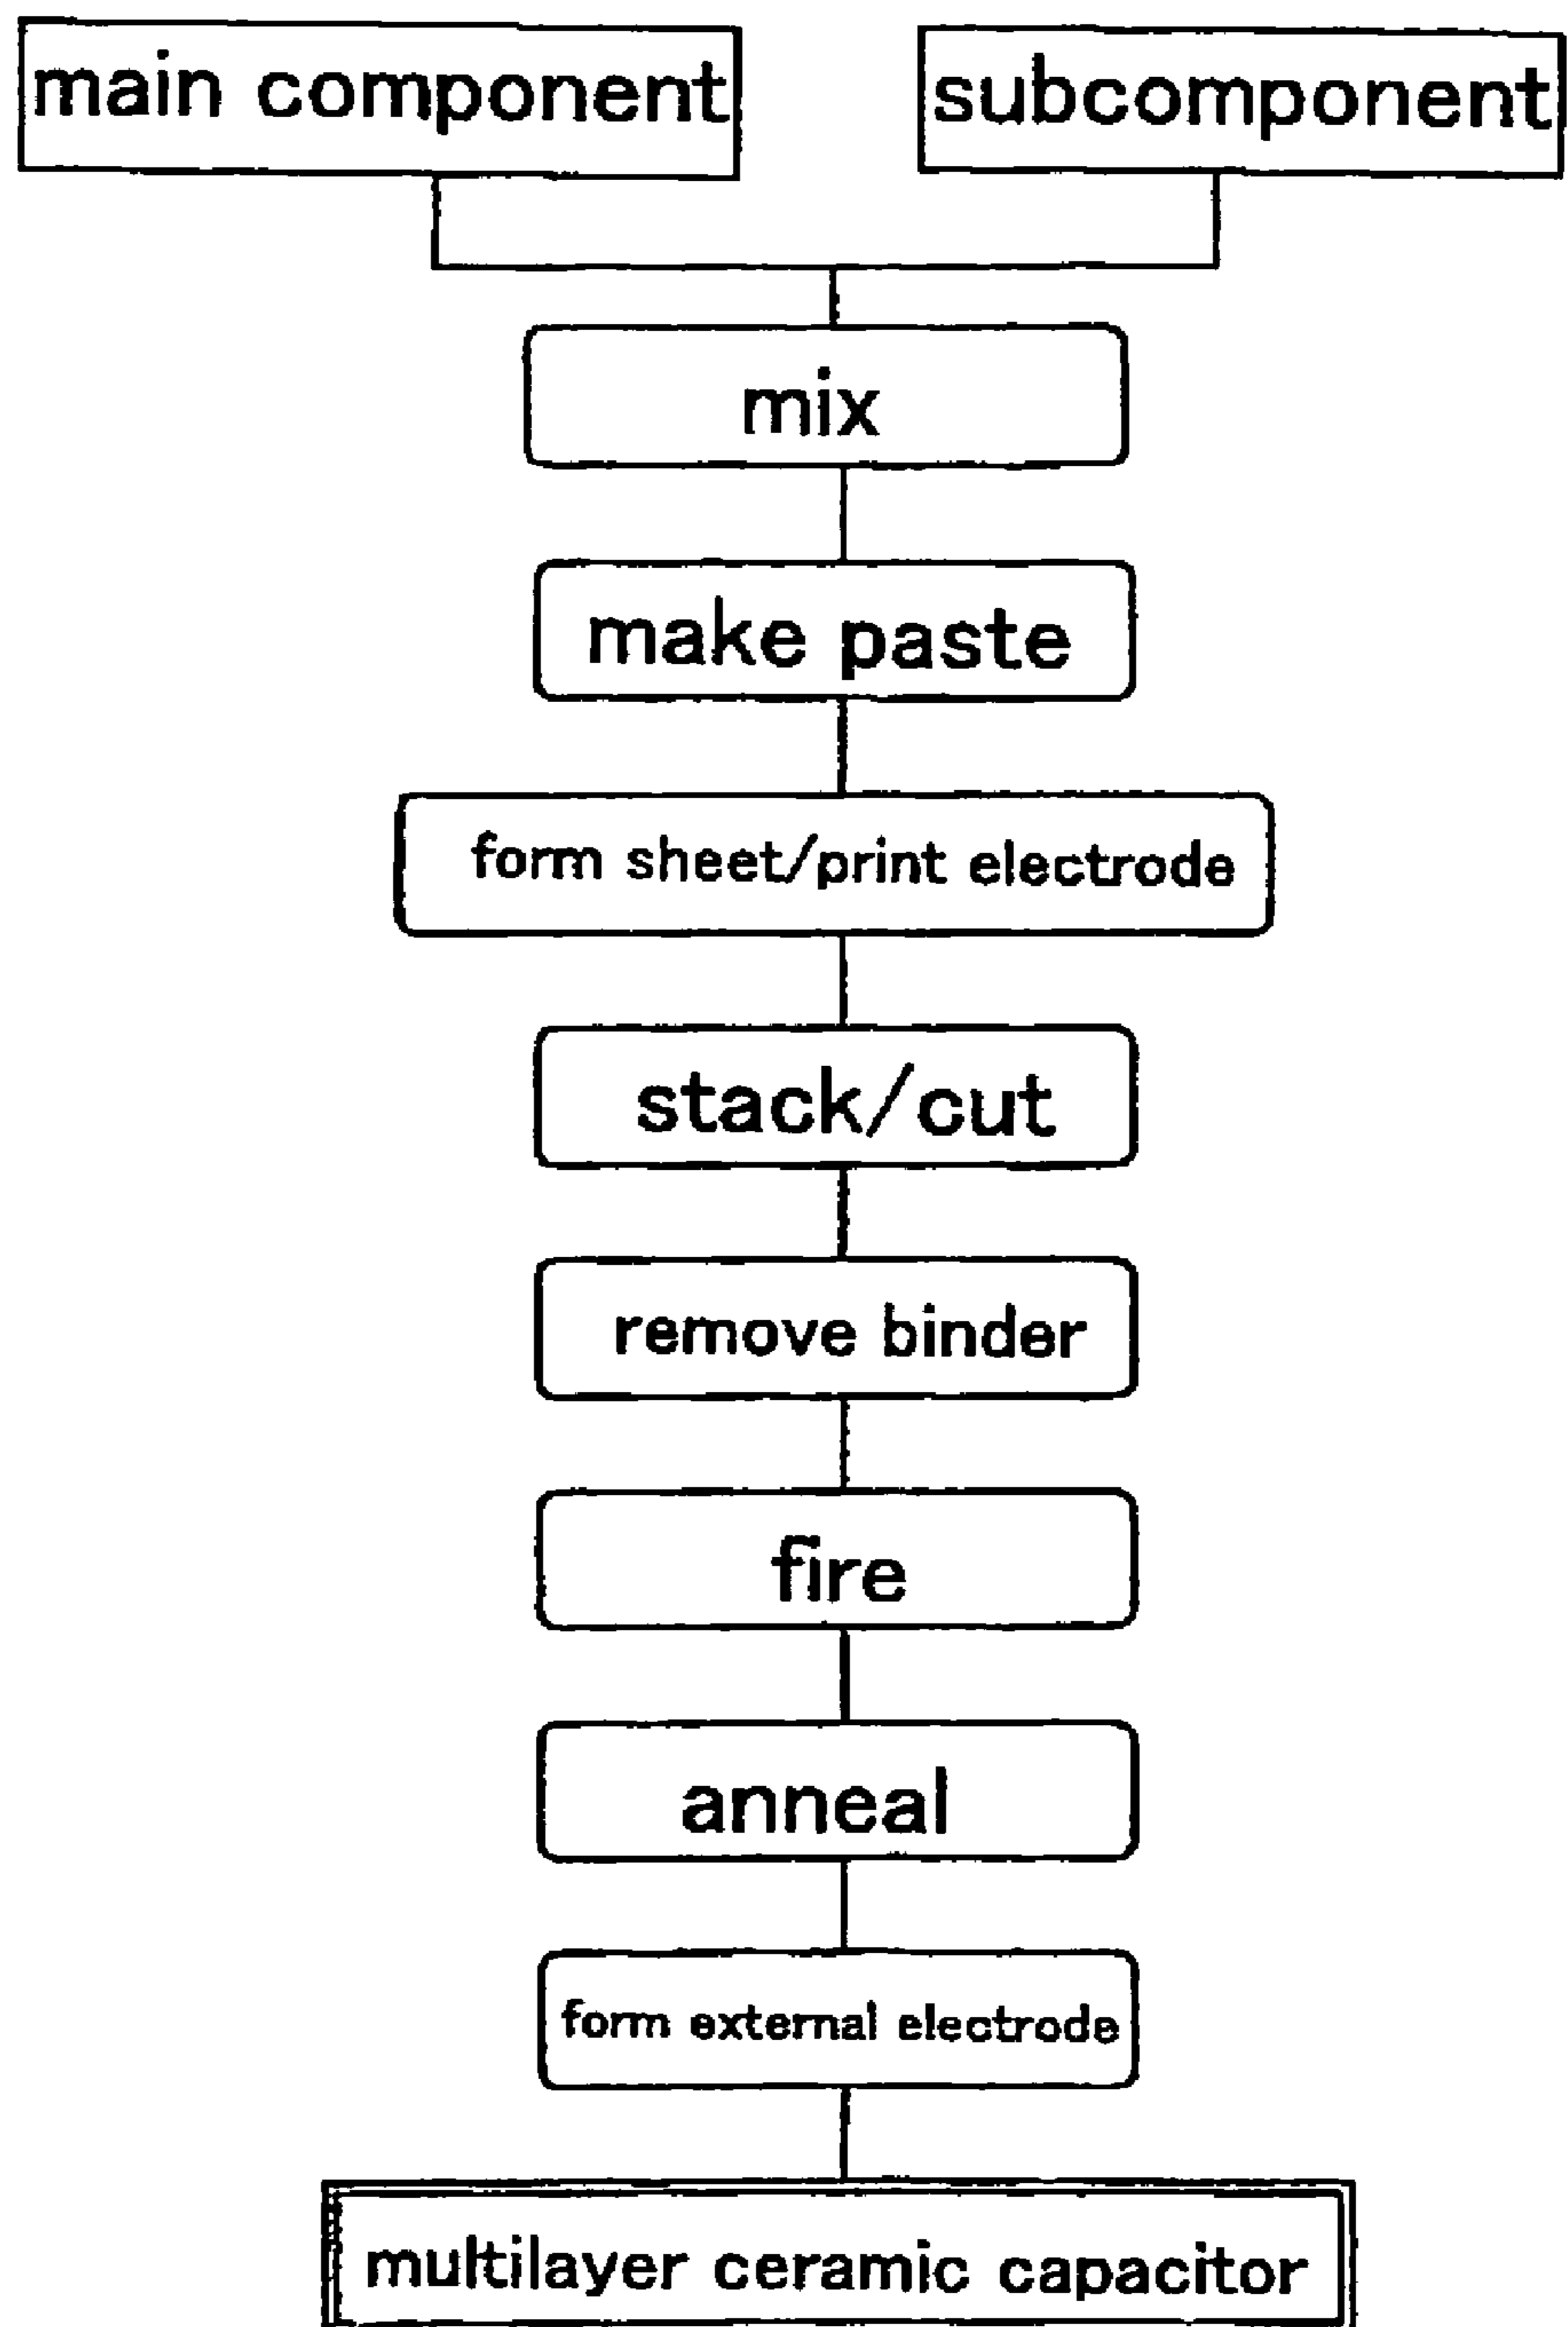 main component
subcomponent
mix
make paste
form sheet/print electrode
stack/cut
remove binder
fire
anneal
form external electrode
multilayer ceramic capacitor